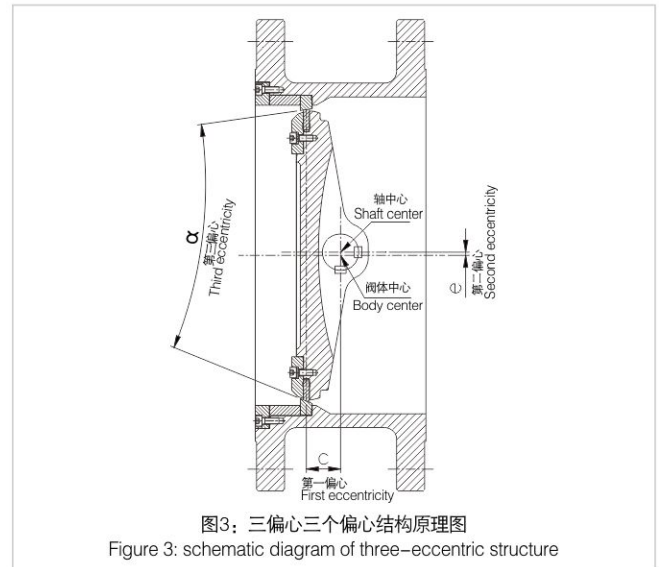 轴中心
Shaft center
α
第三偏心
Third eccentricity
e
第二偏心
Second eccentricity
阀体中心
Body center
C
第一偏心
First eccentricity
图3：三偏心三个偏心结构原理图
Figure 3: schematic diagram of three-eccentric structure